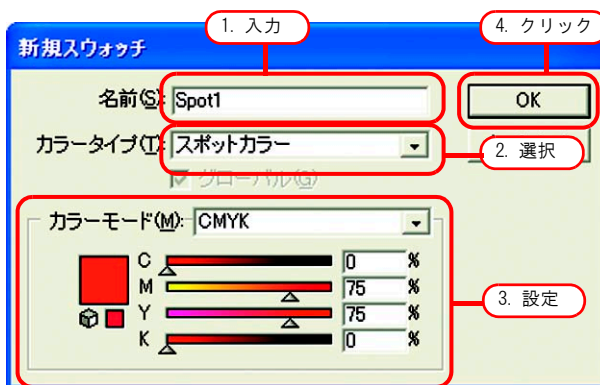 1. 入力
4. クリック
新規スウォッチ
名前(S): Spot1
OK
カラータイプ(T): スポットカラー
2. 選択
グローバル(G)
カラーモード(M): CMYK
C 0 %
M 75 %
Y 75 %
K 0 %
3. 設定